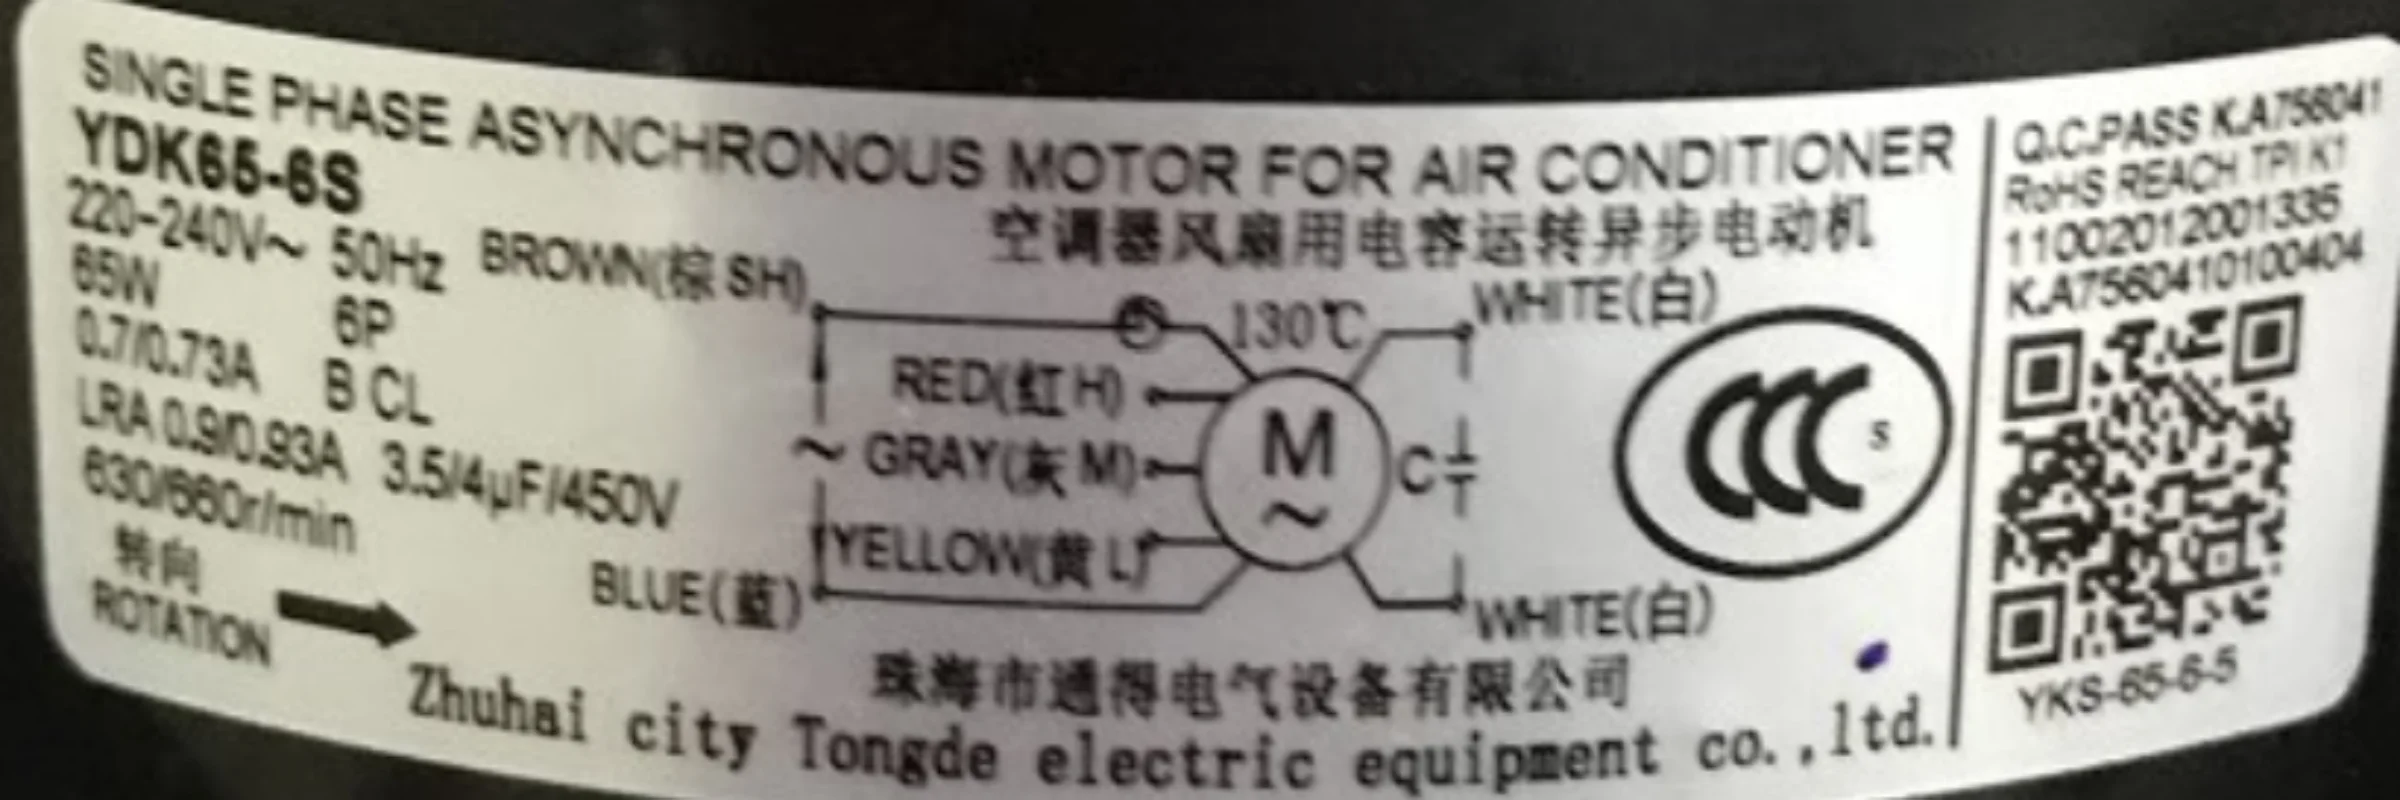 SINGLE PHASE ASYNCHRONOUS MOTOR FOR AIR CONDITIONER
YDK65-6S
空调器风扇用电容运转异步电动机
220-240V~ 50Hz
65W 6P
0.7/0.73A B CL
LRA 0.9/0.93A 3.5/4μF/450V
630/660r/min
转向
ROTATION
BROWN(棕 SH)
130℃
WHITE(白)
RED(红 H)
~ GRAY(灰 M)
M
~
C
YELLOW(黄 L)
BLUE(蓝)
WHITE(白)
CCC S
珠海市通得电气设备有限公司
Zhuhai city Tongde electric equipment co.,ltd.
Q.C.PASS K.A756041
RoHS REACH TPI K1
11002012001335
K.A7560410100404
YKS-65-6-5